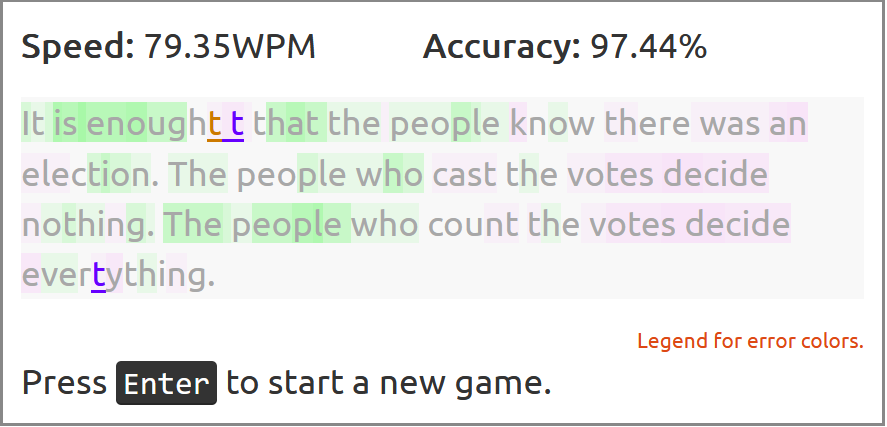 Speed: 79.35WPM Accuracy: 97.44%
It is enought t that the people know there was an
election. The people who cast the votes decide
nothing. The people who count the votes decide
evertything.
Legend for error colors.
Press Enter to start a new game.